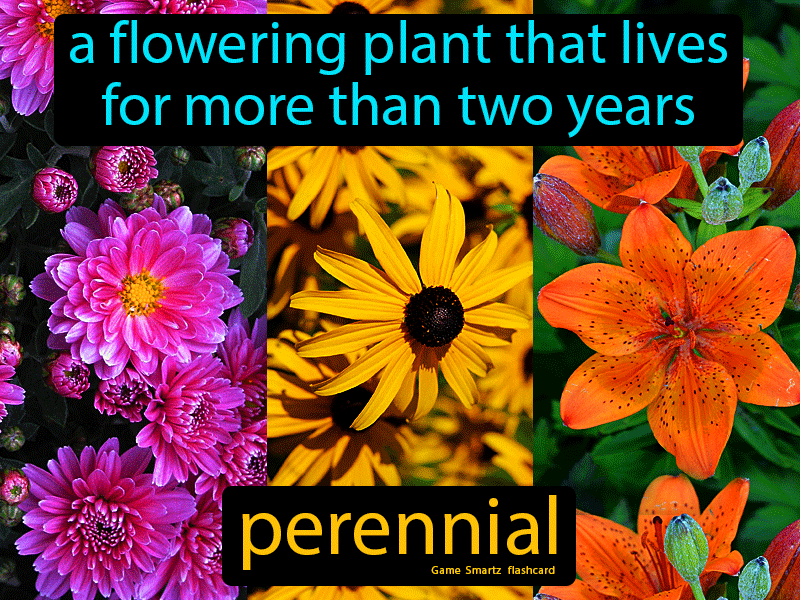 a flowering plant that lives
for more than two years
perennial
Game Smartz flashcard